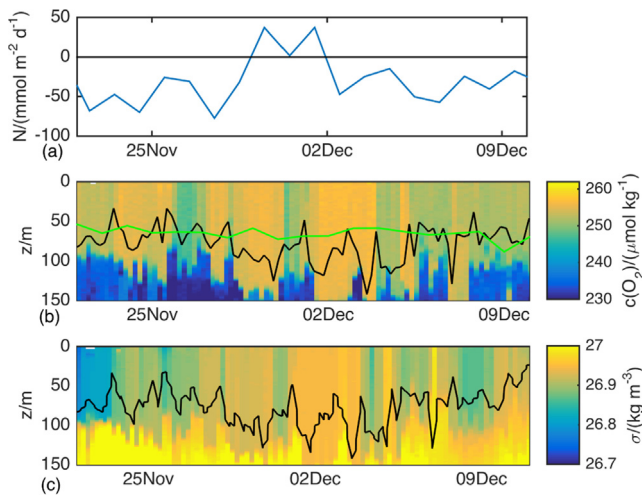 N/(mmol m⁻² d⁻¹)
50
0
-50
-100
25Nov
02Dec
09Dec
(a)
z/m
0
50
100
150
25Nov
02Dec
09Dec
(b)
260
250
240
230
c(O₂)/(μmol kg⁻¹)
z/m
0
50
100
150
25Nov
02Dec
09Dec
(c)
27
26.9
26.8
26.7
σ/(kg m⁻³)